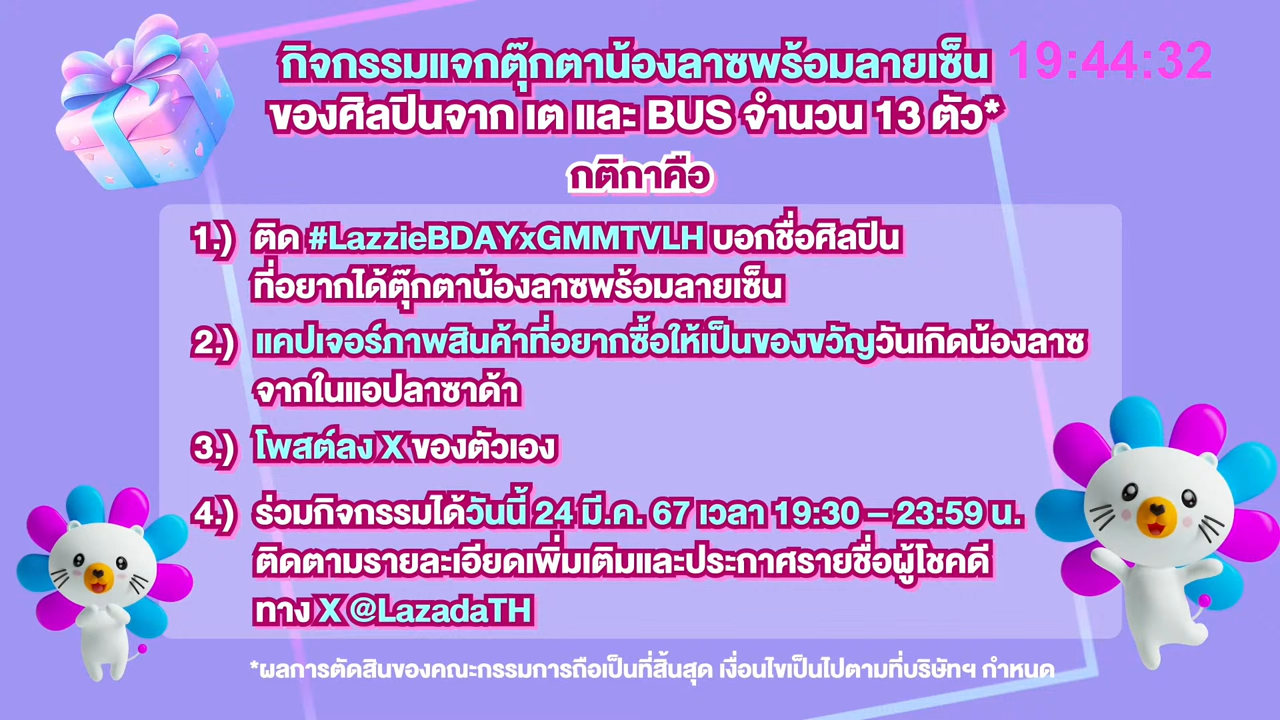 กิจกรรมแจกตุ๊กตาน้องลาซพร้อมลายเซ็น
19:44:32
ของศิลปินจาก เต และ BUS จำนวน 13 ตัว*
กติกาคือ
1.) ติด #LazzieBDAYxGMMTVLH บอกชื่อศิลปิน
ที่อยากได้ตุ๊กตาน้องลาซพร้อมลายเซ็น
2.) แคปเจอร์ภาพสินค้าที่อยากซื้อให้เป็นของขวัญวันเกิดน้องลาซ
จากในแอปลาซาด้า
3.) โพสต์ลง X ของตัวเอง
4.) ร่วมกิจกรรมได้วันนี้ 24 มี.ค. 67 เวลา 19:30 – 23:59 น.
ติดตามรายละเอียดเพิ่มเติมและประกาศรายชื่อผู้โชคดี
ทาง X @LazadaTH
*ผลการตัดสินของคณะกรรมการถือเป็นที่สิ้นสุด เงื่อนไขเป็นไปตามที่บริษัทฯ กำหนด